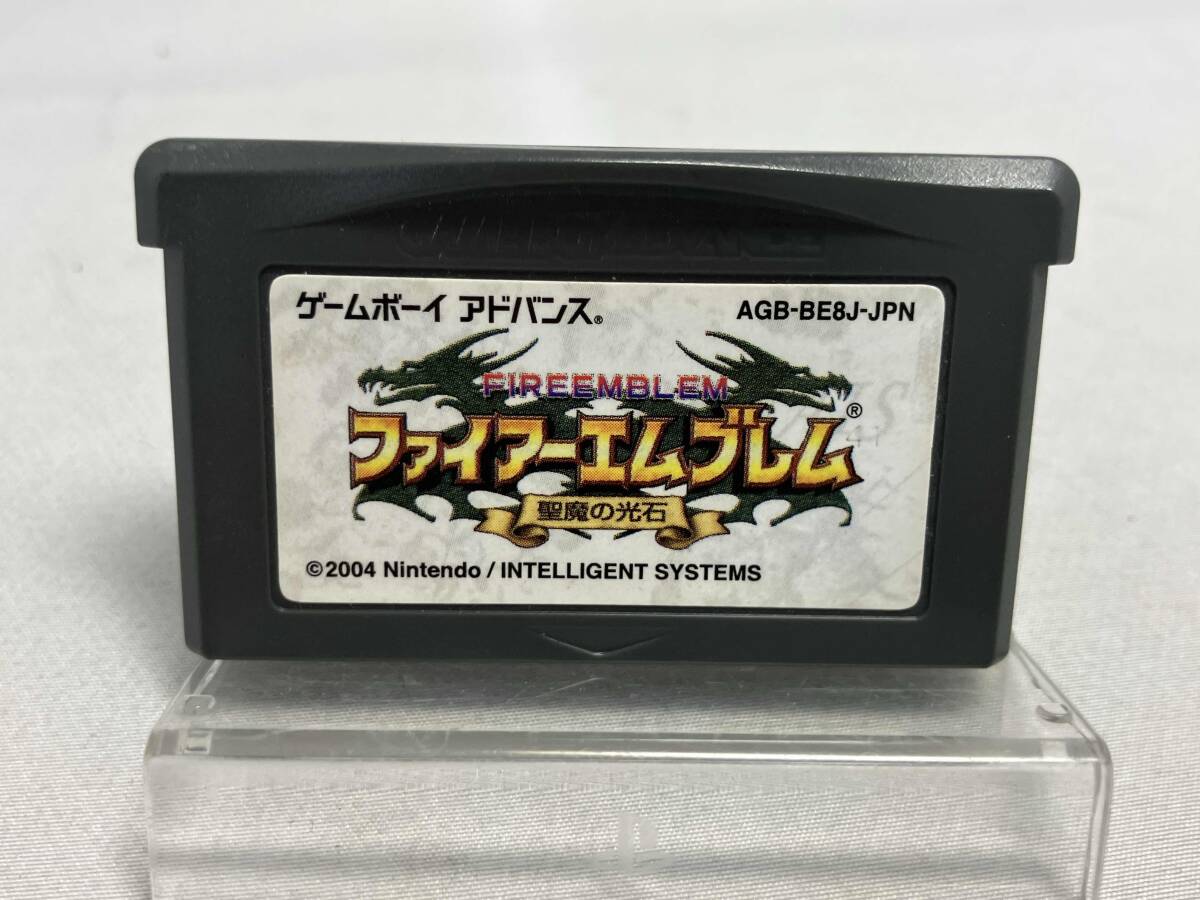 ゲームボーイ アドバンス®
AGB-BE8J-JPN
FIREEMBLEM
ファイアーエムブレム®
聖魔の光石
©2004 Nintendo / INTELLIGENT SYSTEMS